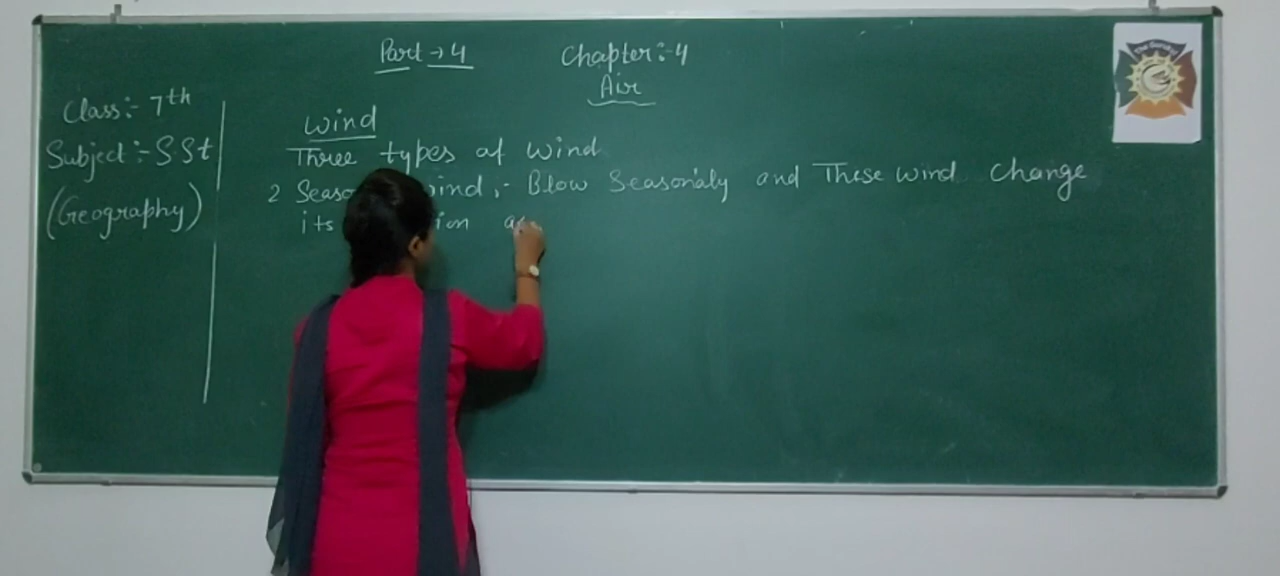 Part → 4
Chapter :- 4
Air
Class :- 7th
Subject :- S St
(Geography)
Wind
Three types of Wind
2 Seaso ind :- Blow Seasonaly and These wind Change
its ion